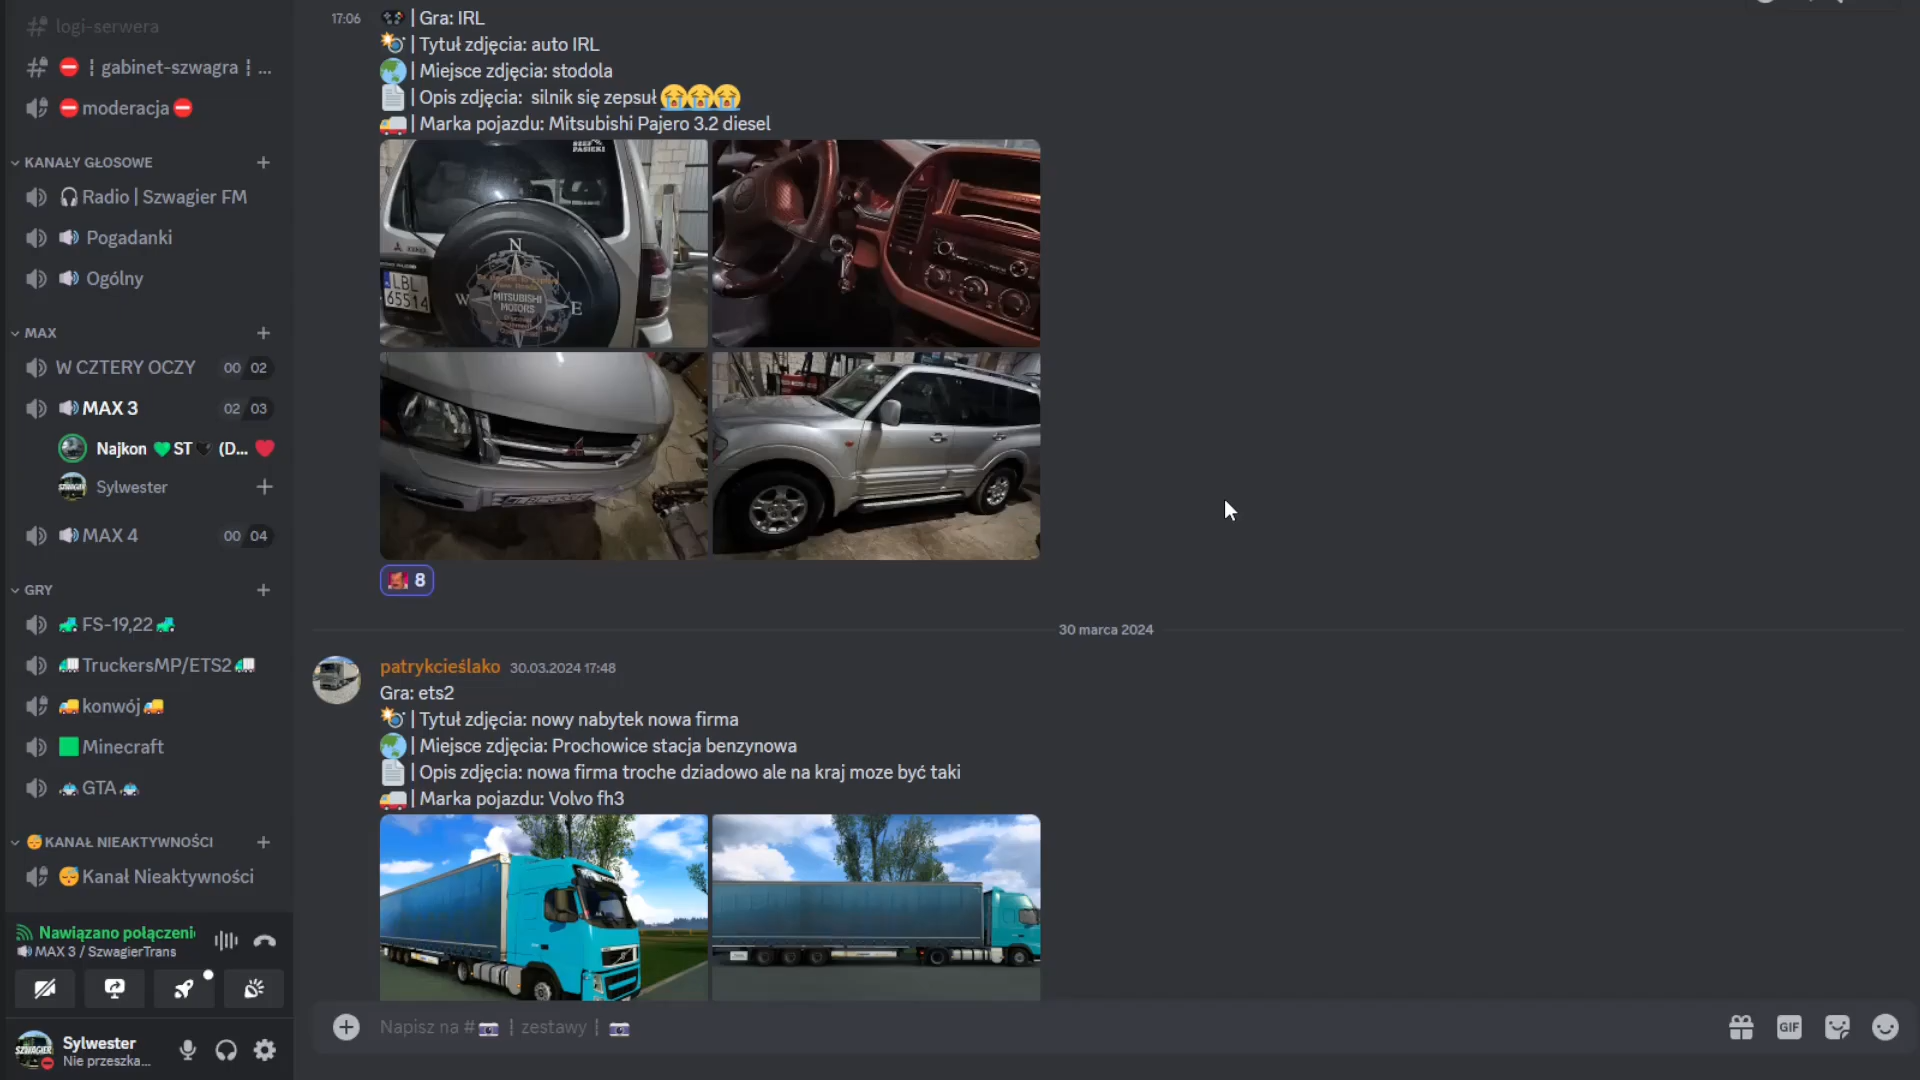 logi-serwera
gabinet-szwagra ┆ ...
moderacja
KANAŁY GŁOSOWE
Radio | Szwagier FM
Pogadanki
Ogólny
MAX
W CZTERY OCZY 00 02
MAX 3 02 03
Najkon 💚ST🖤 (D... ❤️
Sylwester
MAX 4 00 04
GRY
FS-19,22
TruckersMP/ETS2
konwój
Minecraft
GTA
KANAŁ NIEAKTYWNOŚCI
Kanał Nieaktywności
Nawiązano połączeni
MAX 3 / SzwagierTrans
Sylwester
Nie przeszka...
17:06 | Gra: IRL
| Tytuł zdjęcia: auto IRL
| Miejsce zdjęcia: stodola
| Opis zdjęcia: silnik się zepsuł 😭😭😭
| Marka pojazdu: Mitsubishi Pajero 3.2 diesel
N
W E
MITSUBISHI
MOTORS
LBL
65514
8
30 marca 2024
patrykcieślako 30.03.2024 17:48
Gra: ets2
| Tytuł zdjęcia: nowy nabytek nowa firma
| Miejsce zdjęcia: Prochowice stacja benzynowa
| Opis zdjęcia: nowa firma troche dziadowo ale na kraj moze być taki
| Marka pojazdu: Volvo fh3
Napisz na #📷 ┆ zestawy ┆ 📷
GIF